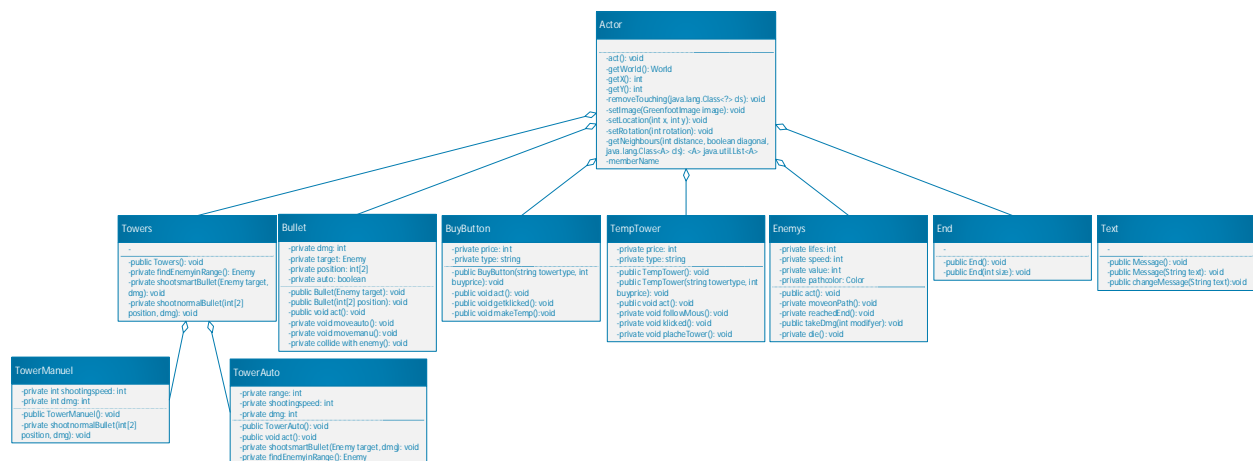 Actor
-act(): void
-getWorld(): World
-getX(): int
-getY(): int
-removeTouching(java.lang.Class<?> cls): void
-setImage(GreenfootImage image): void
-setLocation(int x, int y): void
-setRotation(int rotation): void
-getNeighbours(int distance, boolean diagonal,
java.lang.Class<A> cls): <A> java.util.List<A>
-memberName
Towers
-
-public Towers(): void
-private findEnemyinRange(): Enemy
-private shootsmartBullet(Enemy target,
dmg): void
-private shootnormalBullet(int[2]
position, dmg): void
Bullet
-private dmg: int
-private target: Enemy
-private position: int[2]
-private auto: boolean
-public Bullet(Enemy target): void
-public Bullet(int[2] position): void
-public void act(): void
-private void moveauto(): void
-private void movemanu(): void
-private collide with enemy(): void
BuyButton
-private price: int
-private type: string
-public BuyButton(string towertype, int
buyprice): void
-public void act(): void
-public void getklicked(): void
-public void makeTemp(): void
TempTower
-private price: int
-private type: string
-public TempTower(): void
-public TempTower(string towertype, int
buyprice): void
-public void act(): void
-private void followMous(): void
-private void klicked(): void
-private void placheTower(): void
Enemys
-private lifes: int
-private speed: int
-private value: int
-private pathcolor: Color
-public act(): void
-private moveonPath(): void
-private reachedEnd(): void
-public takeDmg(int modifyer): void
-private die(): void
End
-
-public End(): void
-public End(int size): void
Text
-
-public Message(): void
-public Message(String text): void
-public changeMessage(String text):void
TowerManuel
-private int shootingspeed: int
-private int dmg: int
-public TowerManuel(): void
-private shootnormalBullet(int[2]
position, dmg): void
TowerAuto
-private range: int
-private shootingspeed: int
-private dmg: int
-public TowerAuto(): void
-public void act(): void
-private shootsmartBullet(Enemy target, dmg): void
-private findEnemyinRange(): Enemy